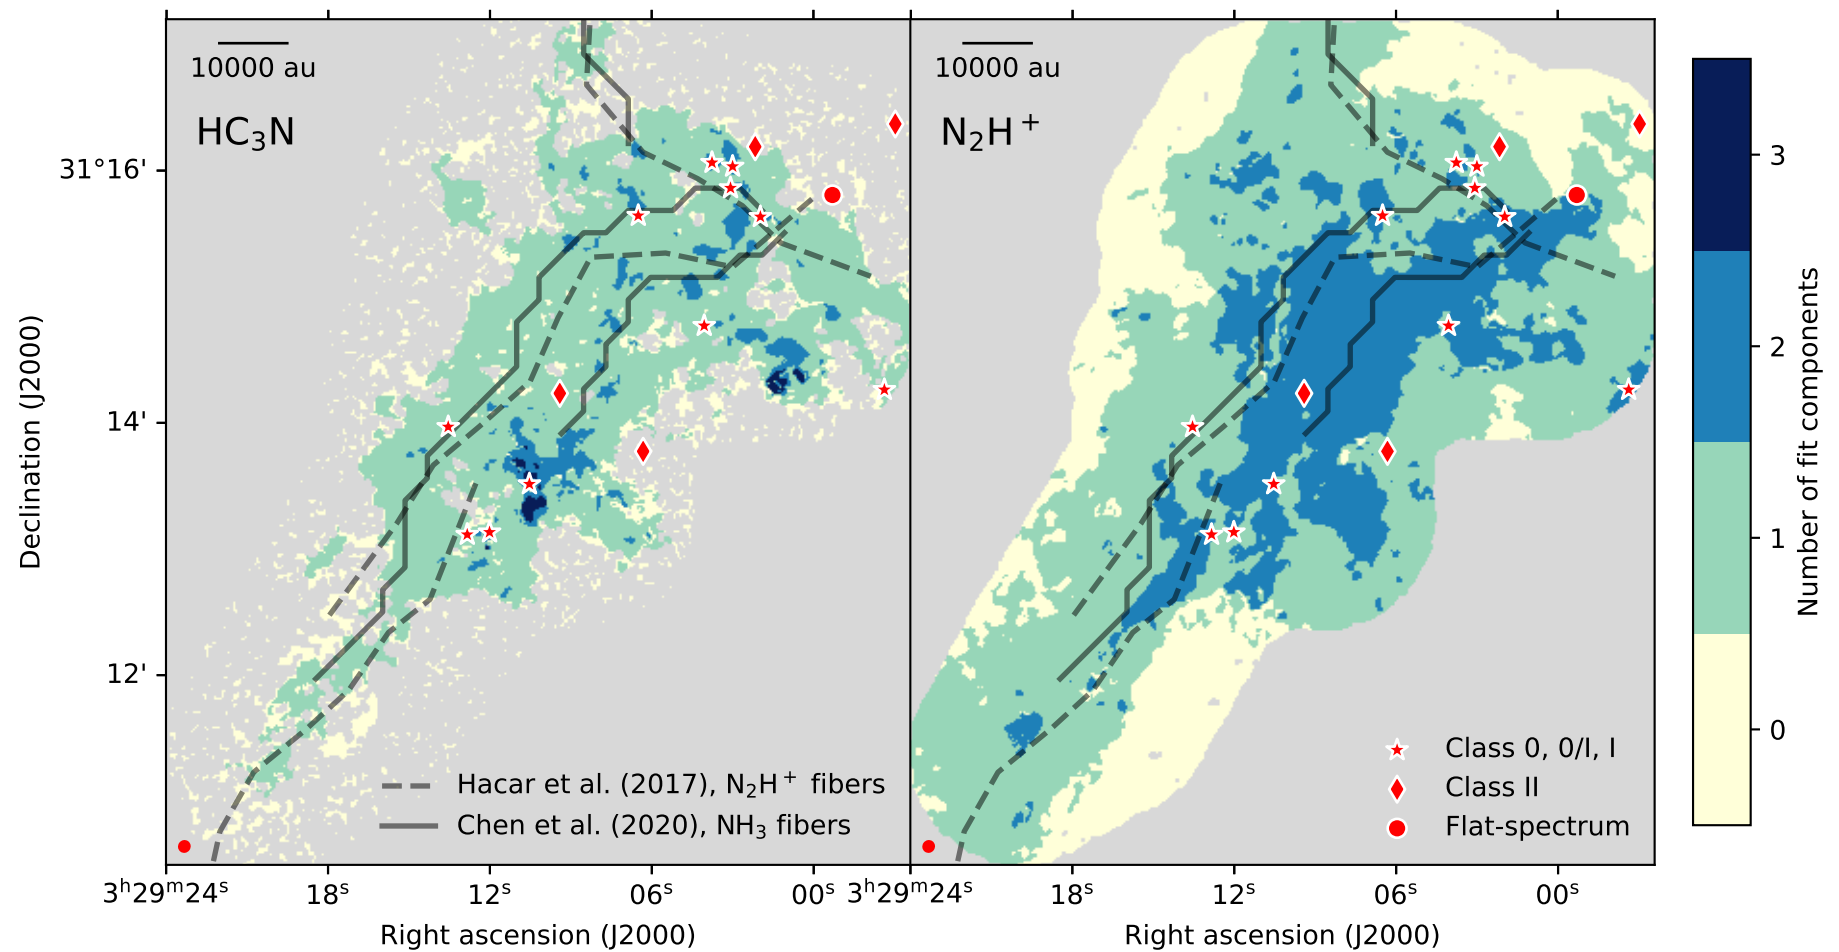 10000 au
HC₃N
10000 au
N₂H⁺
31°16'
14'
12'
Declination (J2000)
Hacar et al. (2017), N₂H⁺ fibers
Chen et al. (2020), NH₃ fibers
Class 0, 0/I, I
Class II
Flat-spectrum
3ʰ29ᵐ24ˢ
18ˢ
12ˢ
06ˢ
00ˢ
3ʰ29ᵐ24ˢ
18ˢ
12ˢ
06ˢ
00ˢ
Right ascension (J2000)
Right ascension (J2000)
3
2
1
0
Number of fit components